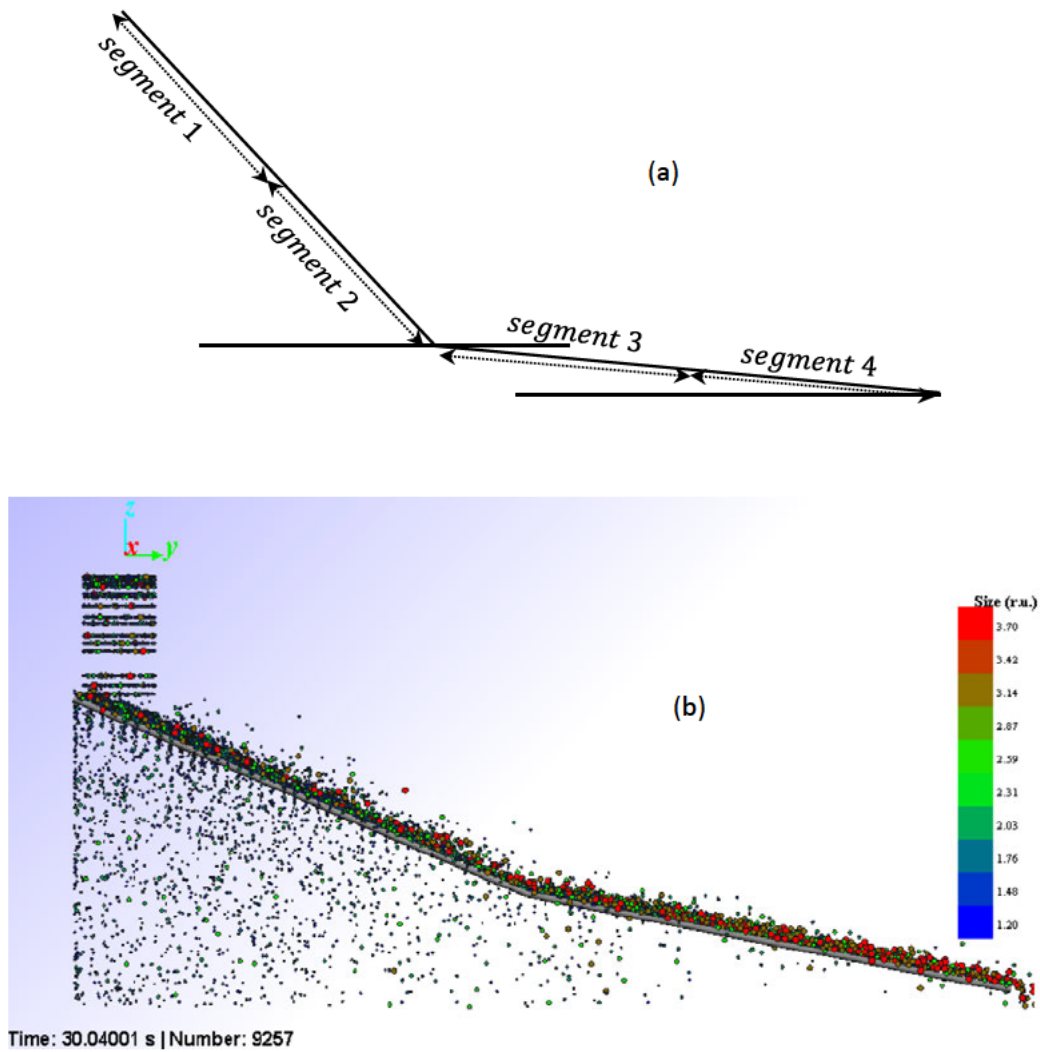 segment 1
(a)
segment 2
segment 3
segment 4
z
x
y
Size (r.u.)
3.70
3.42
3.14
2.87
2.59
2.31
2.03
1.76
1.48
1.20
(b)
Time: 30.04001 s | Number: 9257